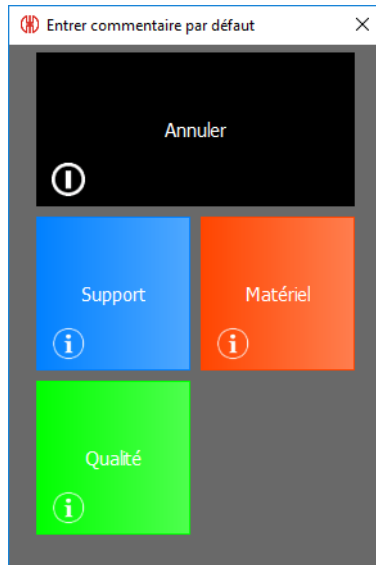 Entrer commentaire par défaut
Annuler
Support
Matériel
Qualité